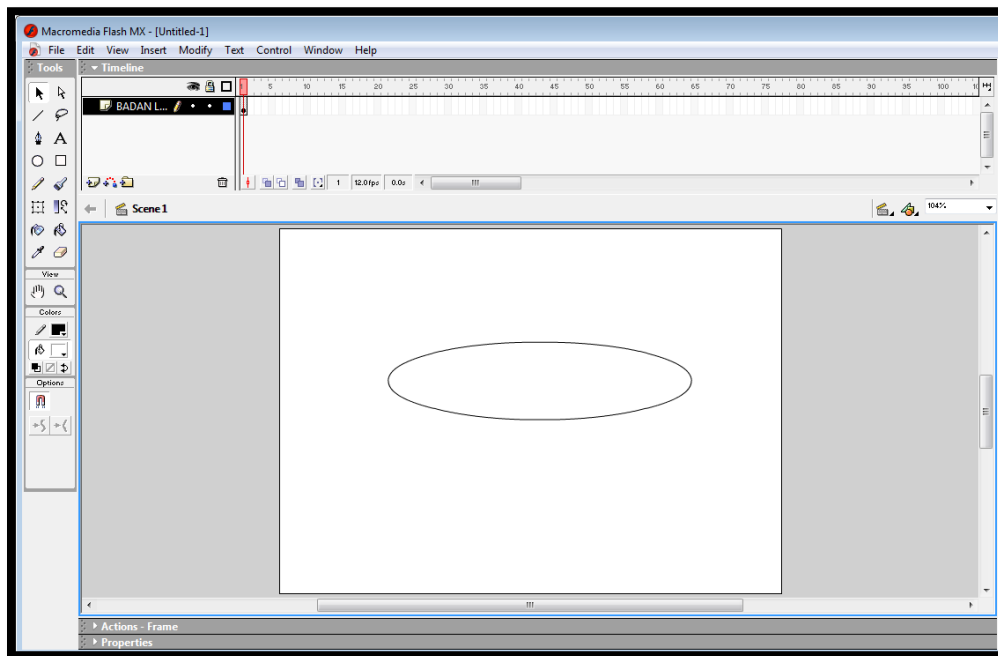 Macromedia Flash MX - [Untitled-1]
File Edit View Insert Modify Text Control Window Help
Tools
Timeline
1 5 10 15 20 25 30 35 40 45 50 55 60 65 70 75 80 85 90 95 100
BADAN L...
A
1 12.0fps 0.0s
Scene 1
104%
View
Colors
Options
Actions - Frame
Properties